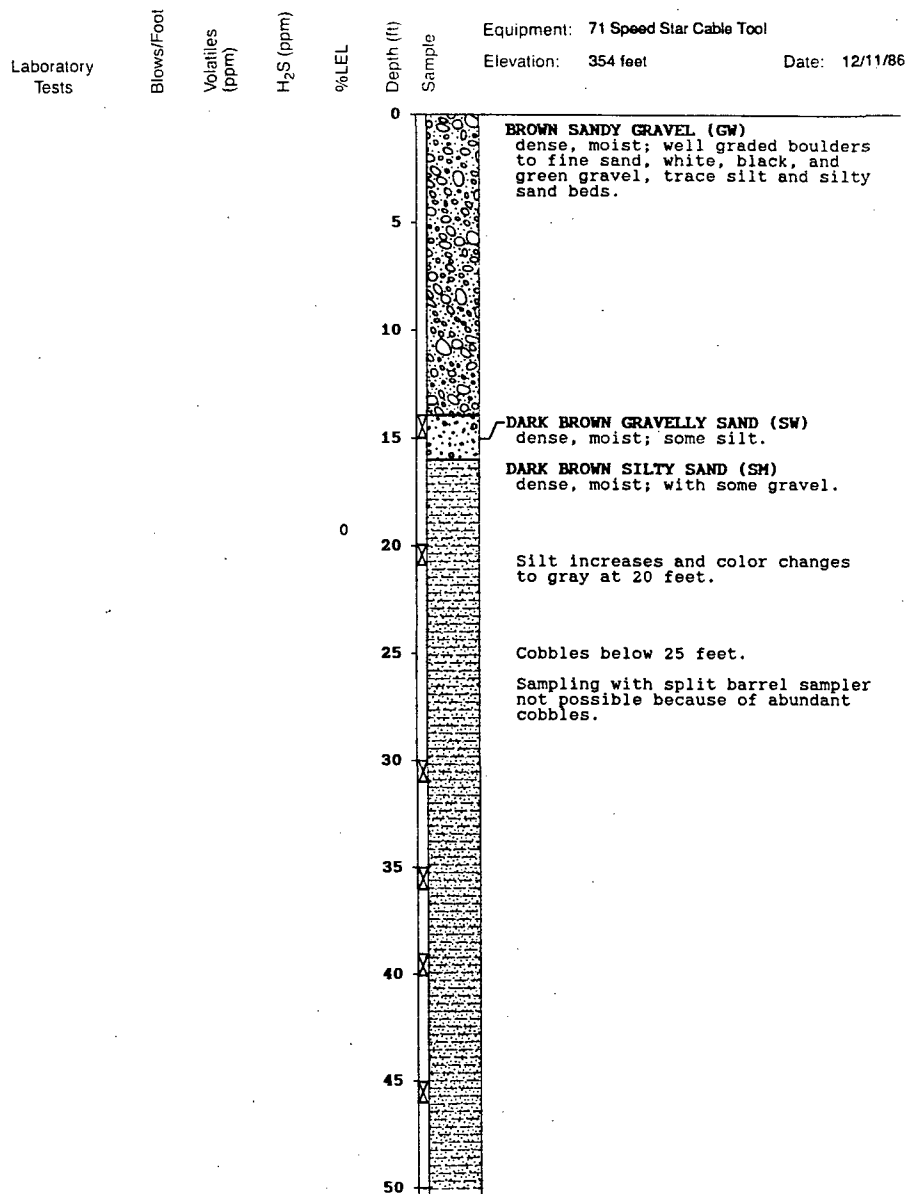 Equipment: 71 Speed Star Cable Tool
Elevation: 354 feet Date: 12/11/86
Laboratory
Tests
Blows/Foot
Volatiles
(ppm)
H₂S (ppm)
%LEL
Depth (ft)
Sample
0
BROWN SANDY GRAVEL (GW)
dense, moist; well graded boulders
to fine sand, white, black, and
green gravel, trace silt and silty
sand beds.
5
10
DARK BROWN GRAVELLY SAND (SW)
15
dense, moist; some silt.
DARK BROWN SILTY SAND (SM)
dense, moist; with some gravel.
0
20
Silt increases and color changes
to gray at 20 feet.
25
Cobbles below 25 feet.
Sampling with split barrel sampler
not possible because of abundant
cobbles.
30
35
40
45
50